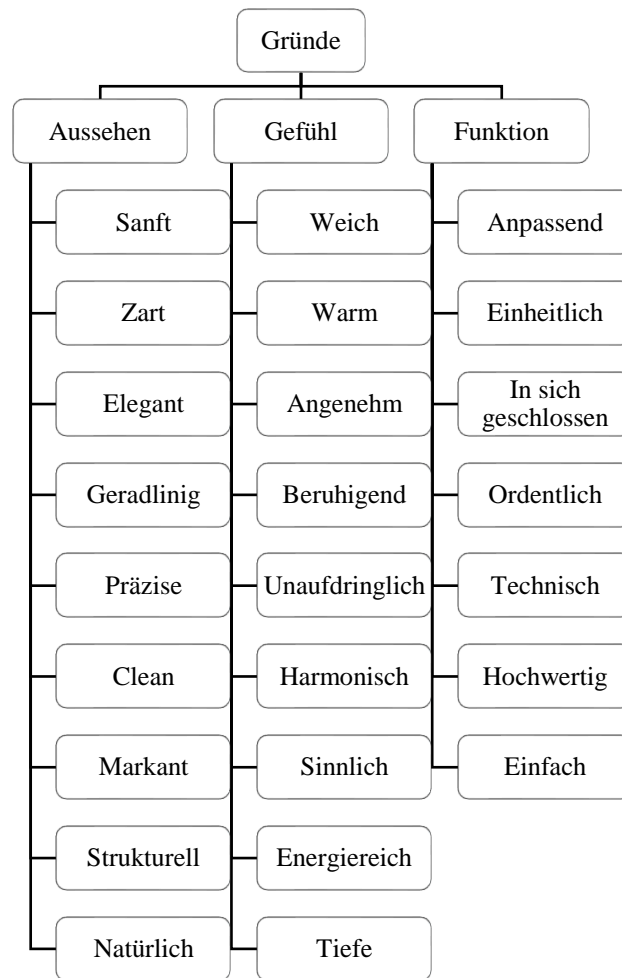 Gründe
Aussehen
Gefühl
Funktion
Sanft
Zart
Elegant
Geradlinig
Präzise
Clean
Markant
Strukturell
Natürlich
Weich
Warm
Angenehm
Beruhigend
Unaufdringlich
Harmonisch
Sinnlich
Energiereich
Tiefe
Anpassend
Einheitlich
In sich
geschlossen
Ordentlich
Technisch
Hochwertig
Einfach